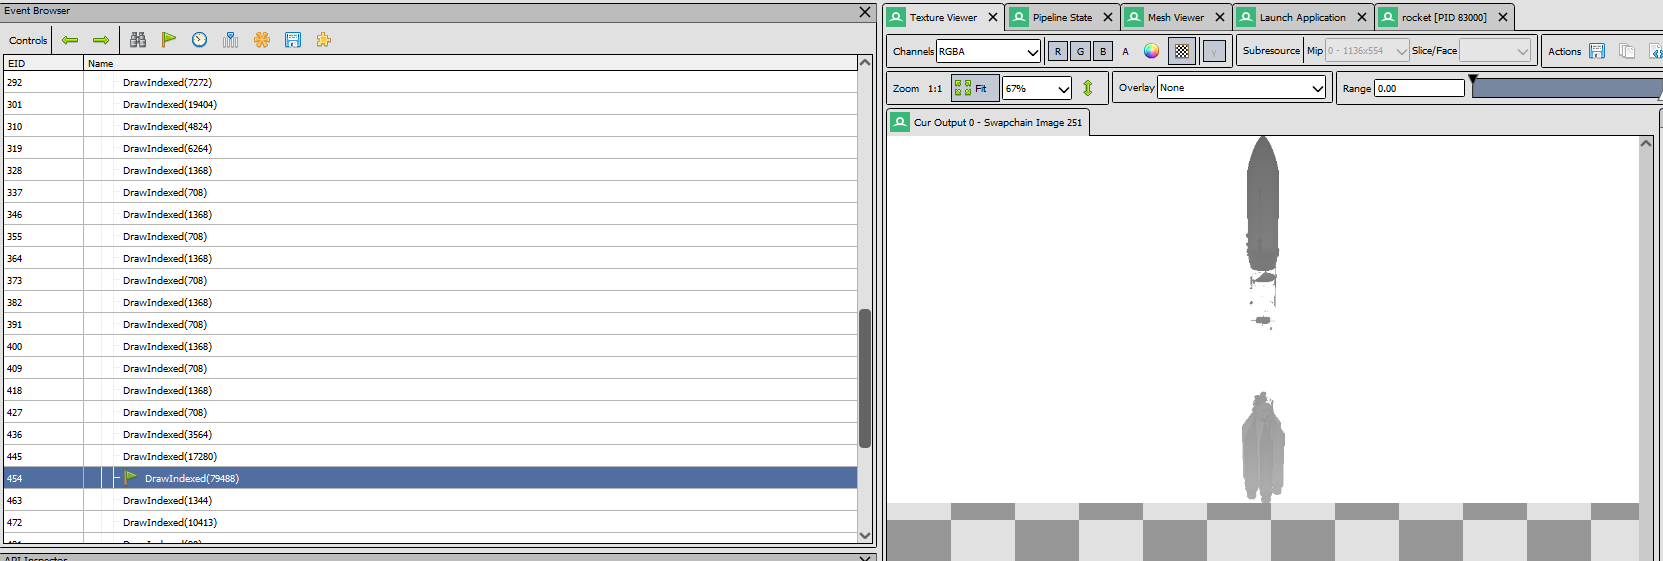 Event Browser
Controls
EID Name
292 DrawIndexed(7272)
301 DrawIndexed(19404)
310 DrawIndexed(4824)
319 DrawIndexed(6264)
328 DrawIndexed(1368)
337 DrawIndexed(708)
346 DrawIndexed(1368)
355 DrawIndexed(708)
364 DrawIndexed(1368)
373 DrawIndexed(708)
382 DrawIndexed(1368)
391 DrawIndexed(708)
400 DrawIndexed(1368)
409 DrawIndexed(708)
418 DrawIndexed(1368)
427 DrawIndexed(708)
436 DrawIndexed(3564)
445 DrawIndexed(17280)
454 DrawIndexed(79488)
463 DrawIndexed(1344)
472 DrawIndexed(10413)
API Inspector
Texture Viewer Pipeline State Mesh Viewer Launch Application rocket [PID 83000]
Channels RGBA R G B A γ Subresource Mip 0 - 1136x554 Slice/Face Actions
Zoom 1:1 Fit 67% Overlay None Range 0.00
Cur Output 0 - Swapchain Image 251